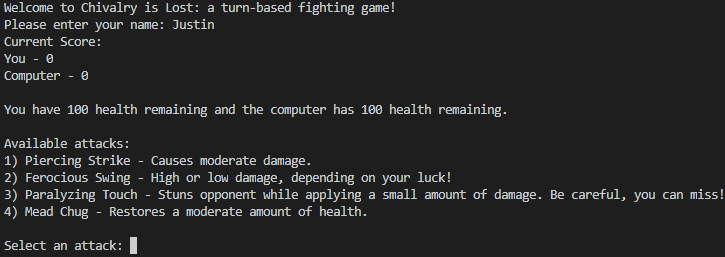 Welcome to Chivalry is Lost: a turn-based fighting game!
Please enter your name: Justin
Current Score:
You - 0
Computer - 0
You have 100 health remaining and the computer has 100 health remaining.
Available attacks:
1) Piercing Strike - Causes moderate damage.
2) Ferocious Swing - High or low damage, depending on your luck!
3) Paralyzing Touch - Stuns opponent while applying a small amount of damage. Be careful, you can miss!
4) Mead Chug - Restores a moderate amount of health.
Select an attack: